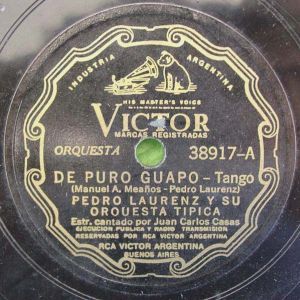 INDUSTRIA ARGENTINA
HIS MASTER'S VOICE
VICTOR
MARCAS REGISTRADAS
ORQUESTA 38917-A
DE PURO GUAPO - Tango
(Manuel A. Meaños - Pedro Laurenz)
PEDRO LAURENZ Y SU
ORQUESTA TIPICA
Estr. cantado por Juan Carlos Casas
EJECUCION PUBLICA Y RADIO TRANSMISION
RESERVADAS POR RCA VICTOR ARGENTINA
RCA VICTOR ARGENTINA
BUENOS AIRES